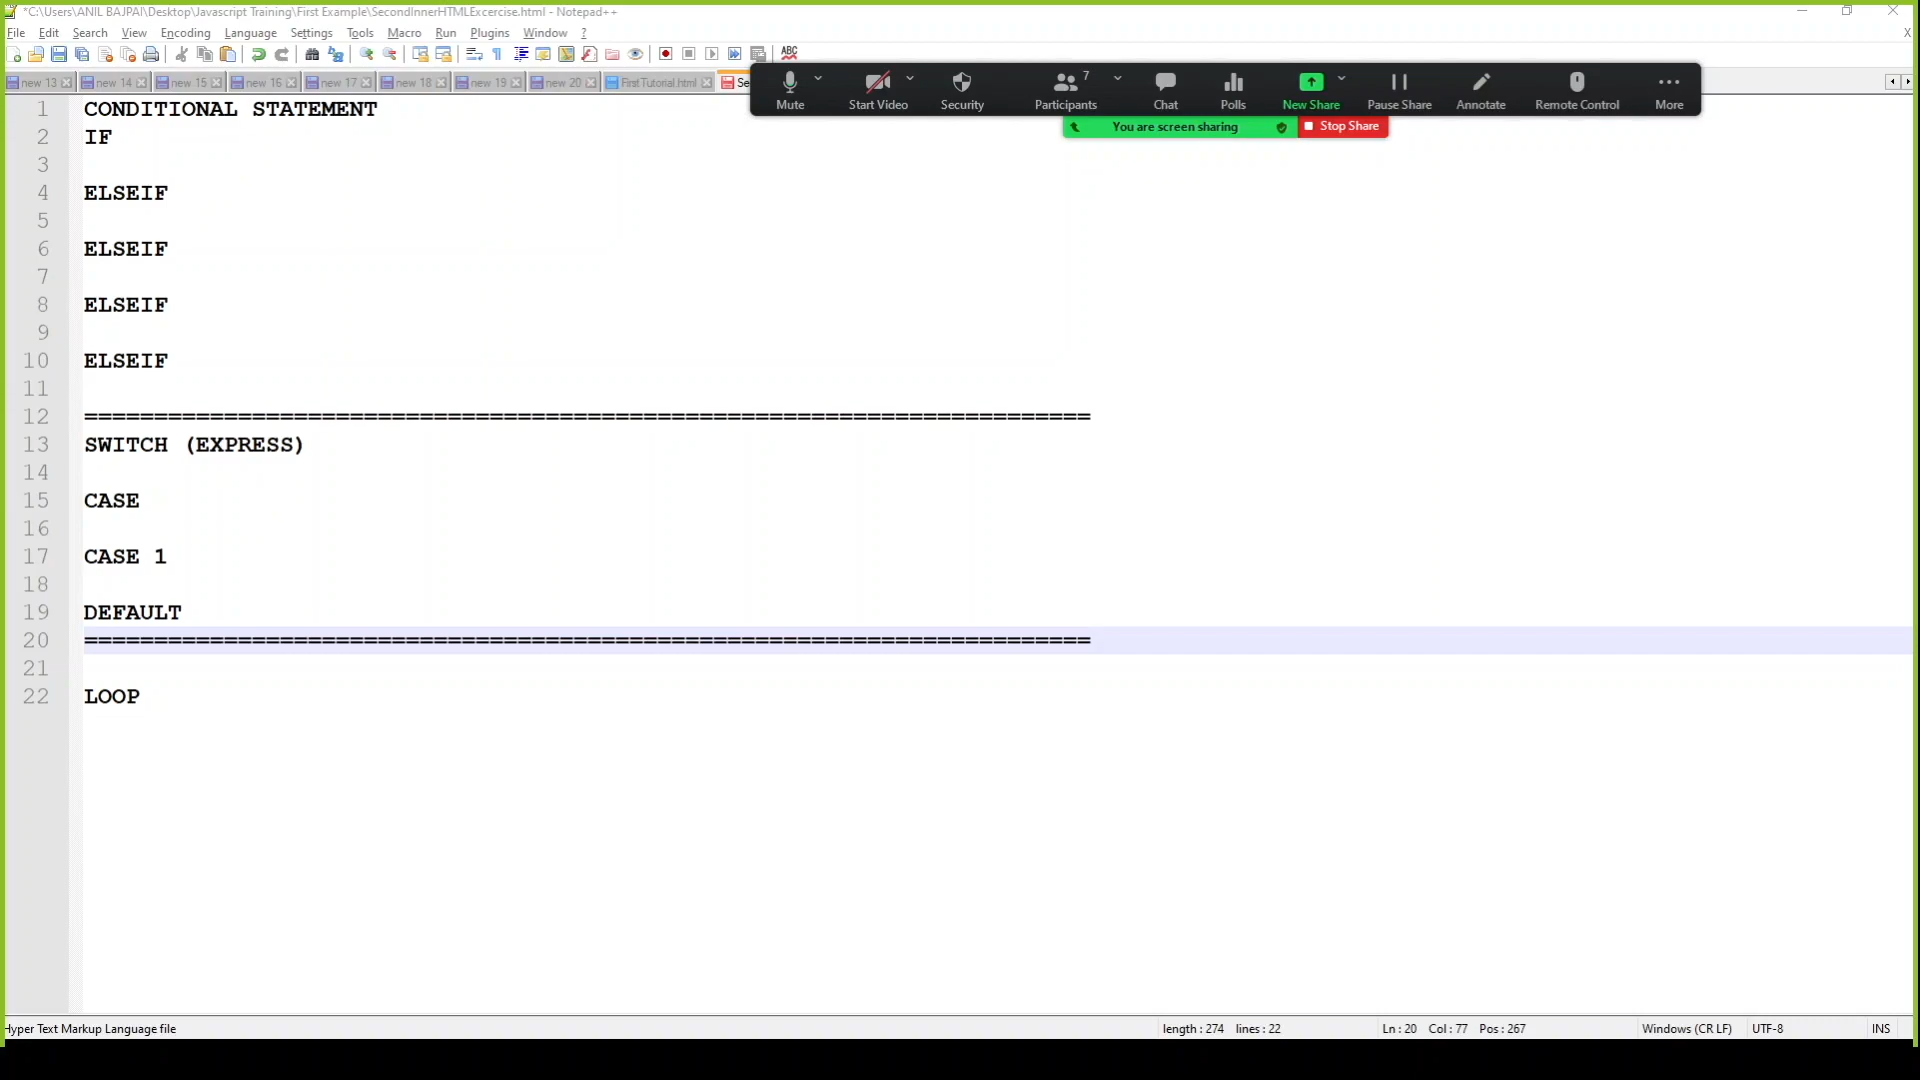 *C:\Users\ANIL BAJPAI\Desktop\Javascript Training\First Example\SecondInnerHTMLExcercise.html - Notepad++
File Edit Search View Encoding Language Settings Tools Macro Run Plugins Window ? X
ABC
new 13 new 14 new 15 new 16 new 17 new 18 new 19 new 20 FirstTutorial.html Se
7
Mute Start Video Security Participants Chat Polls New Share Pause Share Annotate Remote Control More
You are screen sharing Stop Share
1 CONDITIONAL STATEMENT
2 IF
3
4 ELSEIF
5
6 ELSEIF
7
8 ELSEIF
9
10 ELSEIF
11
12 ========================================================================
13 SWITCH (EXPRESS)
14
15 CASE
16
17 CASE 1
18
19 DEFAULT
20 ========================================================================
21
22 LOOP
Hyper Text Markup Language file length : 274 lines : 22 Ln : 20 Col : 77 Pos : 267 Windows (CR LF) UTF-8 INS